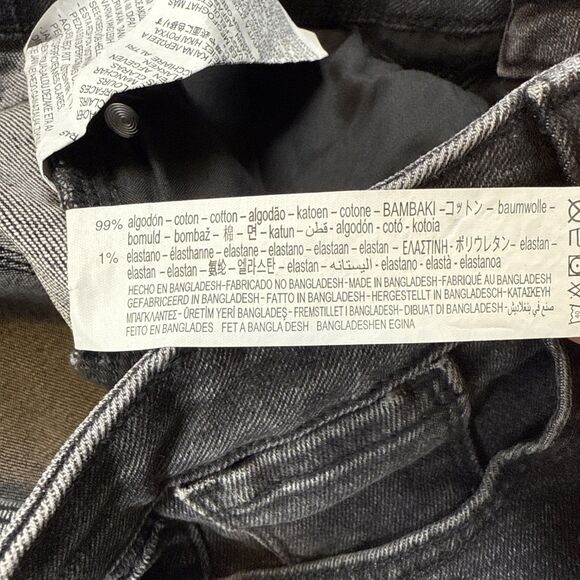 99% algodón – coton – cotton – algodão – katoen – cotone – BAMBAKI – コットン – baumwolle –
bomuld – bombaž – 棉 – 면 – katun – قطن – algodón – cotó – kotoia
1% elastano – élasthanne – elastane – elastano – elastaan – elastan – ΕΛΑΣΤΙΝΗ – ポリウレタン – elastan –
elastan – elastan – 氨纶 – 엘라스탄 – elastan – اليستانه – elastano – elastà – elastanoa
HECHO EN BANGLADESH - FABRICADO NO BANGLADESH - MADE IN BANGLADESH - FABRIQUÉ AU BANGLADESH
GEFABRICEERD IN BANGLADESH - FATTO IN BANGLADESH - HERGESTELLT IN BANGLADESH - ΚΑΤΑΣΚΕΥΗ
ΜΠΑΓΚΛΑΝΤΕΣ - ÜRETİM YERİ BANGLADEŞ - FREMSTILLET I BANGLADESH - DIBUAT DI BANGLADESH - صنع في بنغلاديش
FEITO EN BANGLADES FET A BANGLA DESH BANGLADESHEN EGINA